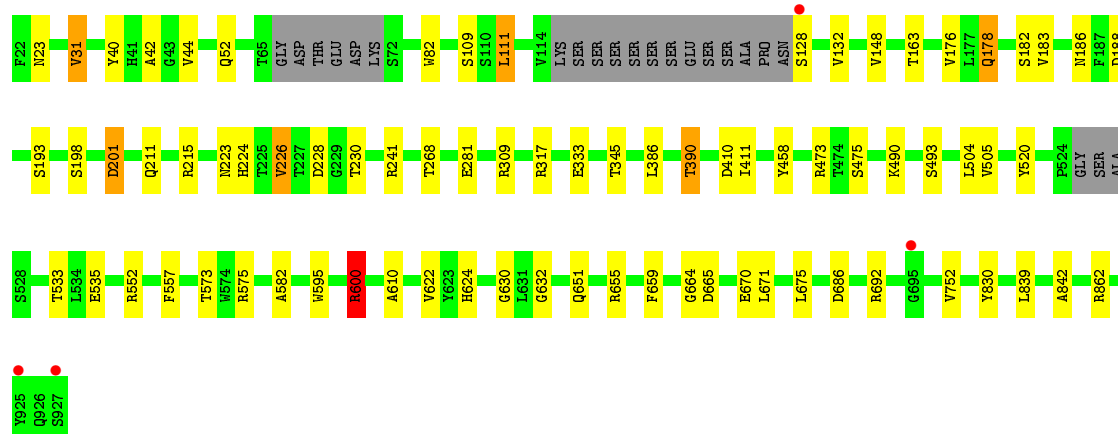 F22 N23 V31 Y40 H41 A42 G43 V44 Q52 T65 GLY ASP THR GLU ASP LYS S72 W82 S109 S110 L111 V114 LYS SER SER SER SER SER SER GLU SER SER ALA PRO ASN S128 V132 V148 T163 V176 L177 Q178 S182 V183 N186 F187 D188
S193 S198 D201 Q211 R215 N223 H224 T225 V226 T227 D228 G229 T230 R241 T268 E281 R309 R317 E333 T345 L386 T390 D410 I411 Y458 R473 T474 S475 K490 S493 L504 V505 Y520 P524 GLY SER ALA
S528 T533 L534 E535 R552 F557 T573 W574 R575 A582 W595 R600 A610 V622 Y623 H624 G630 L631 G632 Q651 R655 F659 G664 D665 E670 L671 L675 D686 R692 G695 V752 Y830 L839 A842 R862
Y925 Q926 S927